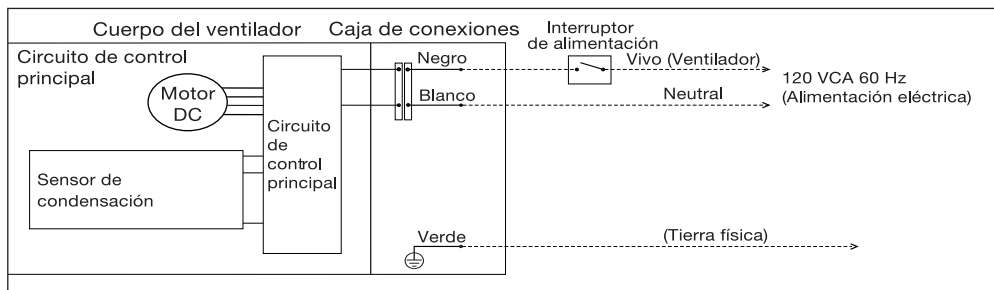 Cuerpo del ventilador
Caja de conexiones
Interruptor
de alimentación
Circuito de control
principal
Negro
Vivo (Ventilador)
120 VCA 60 Hz
(Alimentación eléctrica)
Motor
DC
Blanco
Neutral
Circuito
de
control
principal
Sensor de
condensación
Verde
(Tierra física)